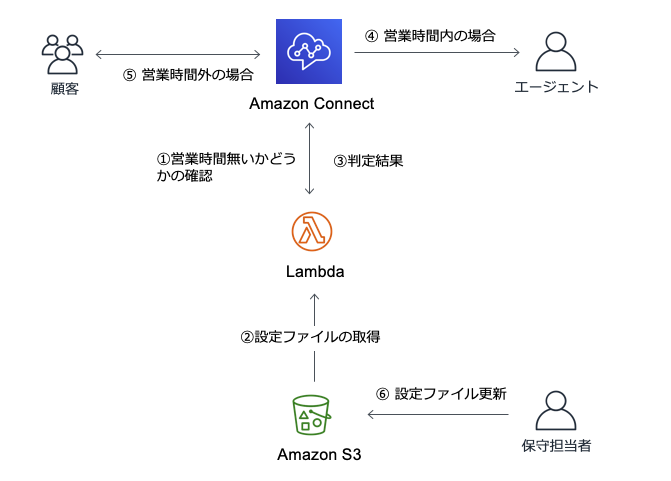 ④ 営業時間内の場合
⑤ 営業時間外の場合
顧客
エージェント
Amazon Connect
①営業時間無いかどう
かの確認
③判定結果
Lambda
②設定ファイルの取得
⑥ 設定ファイル更新
保守担当者
Amazon S3